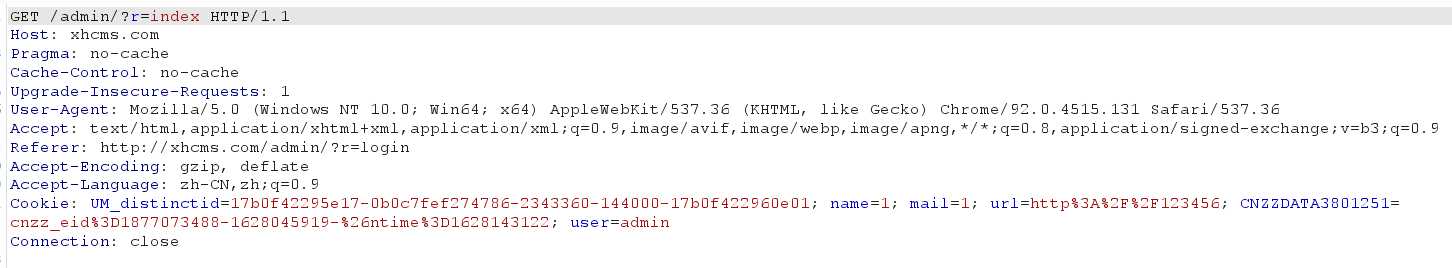 GET /admin/?r=index HTTP/1.1
Host: xhcms.com
Pragma: no-cache
Cache-Control: no-cache
Upgrade-Insecure-Requests: 1
User-Agent: Mozilla/5.0 (Windows NT 10.0; Win64; x64) AppleWebKit/537.36 (KHTML, like Gecko) Chrome/92.0.4515.131 Safari/537.36
Accept: text/html,application/xhtml+xml,application/xml;q=0.9,image/avif,image/webp,image/apng,*/*;q=0.8,application/signed-exchange;v=b3;q=0.9
Referer: http://xhcms.com/admin/?r=login
Accept-Encoding: gzip, deflate
Accept-Language: zh-CN,zh;q=0.9
Cookie: UM_distinctid=17b0f42295e17-0b0c7fef274786-2343360-144000-17b0f422960e01; name=1; mail=1; url=http%3A%2F%2F123456; CNZZDATA3801251=
cnzz_eid%3D1877073488-1628045919-%26ntime%3D1628143122; user=admin
Connection: close